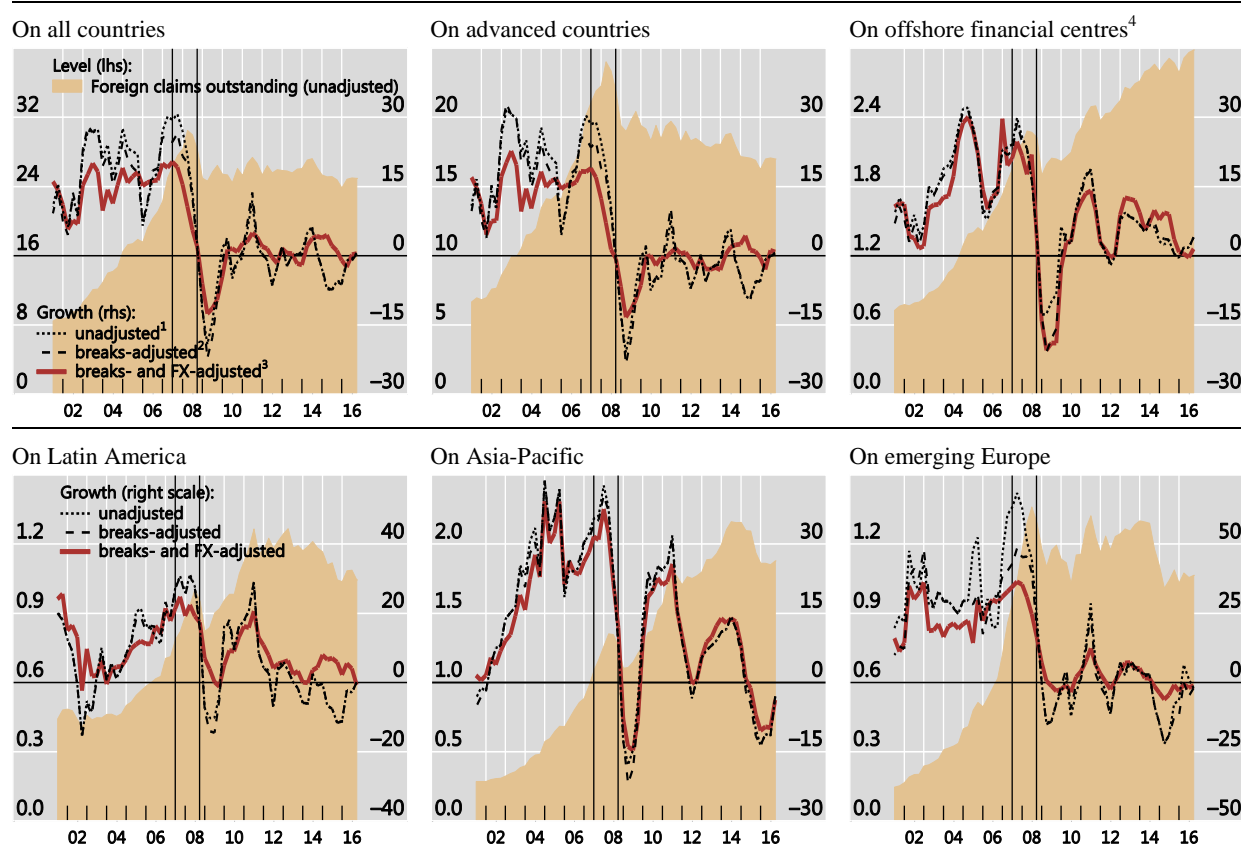 On all countries
On advanced countries
On offshore financial centres4
Level (lhs):
Foreign claims outstanding (unadjusted)
32
24
16
8
0
30
15
0
–15
–30
Growth (rhs):
unadjusted1
breaks-adjusted2
breaks- and FX-adjusted3
02 04 06 08 10 12 14 16
20
15
10
5
0
30
15
0
–15
–30
02 04 06 08 10 12 14 16
2.4
1.8
1.2
0.6
0.0
30
15
0
–15
–30
02 04 06 08 10 12 14 16
On Latin America
On Asia-Pacific
On emerging Europe
Growth (right scale):
unadjusted
breaks-adjusted
breaks- and FX-adjusted
1.2
0.9
0.6
0.3
0.0
40
20
0
–20
–40
02 04 06 08 10 12 14 16
2.0
1.5
1.0
0.5
0.0
30
15
0
–15
–30
02 04 06 08 10 12 14 16
1.2
0.9
0.6
0.3
0.0
50
25
0
–25
–50
02 04 06 08 10 12 14 16